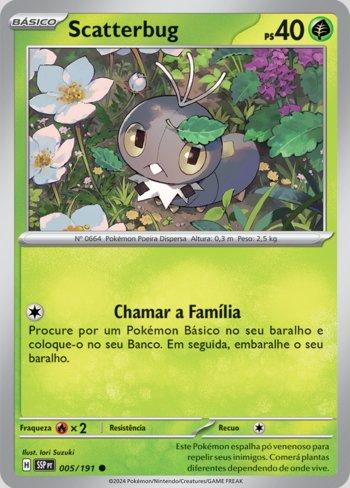 BÁSICO
Scatterbug
PS 40
Nº 0664 Pokémon Poeira Dispersa Altura: 0,3 m Peso: 2,5 kg
Chamar a Família
Procure por um Pokémon Básico no seu baralho e
coloque-o no seu Banco. Em seguida, embaralhe o seu
baralho.
Fraqueza × 2 Resistência Recuo
Ilust. Iori Suzuki
H SSP PT 005/191
Este Pokémon espalha pó venenoso para
repelir seus inimigos. Comerá plantas
diferentes dependendo de onde vive.
©2024 Pokémon/Nintendo/Creatures/GAME FREAK